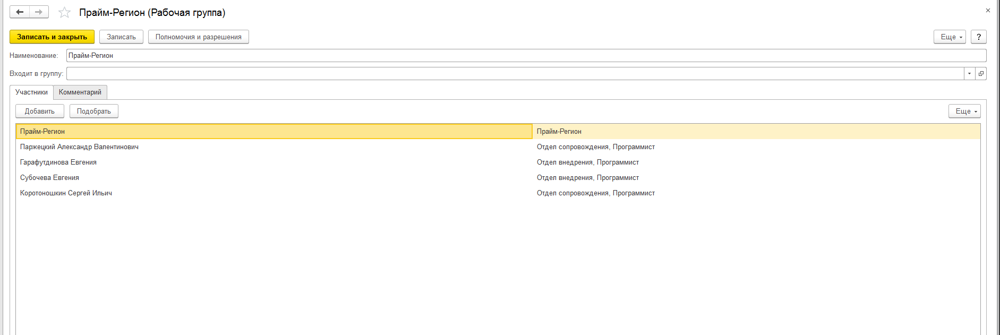 Прайм-Регион (Рабочая группа)
Записать и закрыть Записать Полномочия и разрешения Еще ?
Наименование: Прайм-Регион
Входит в группу:
Участники Комментарий
Добавить Подобрать Еще
Прайм-Регион Прайм-Регион
Паржецкий Александр Валентинович Отдел сопровождения, Программист
Гарафутдинова Евгения Отдел внедрения, Программист
Субочева Евгения Отдел внедрения, Программист
Коротоношкин Сергей Ильич Отдел сопровождения, Программист